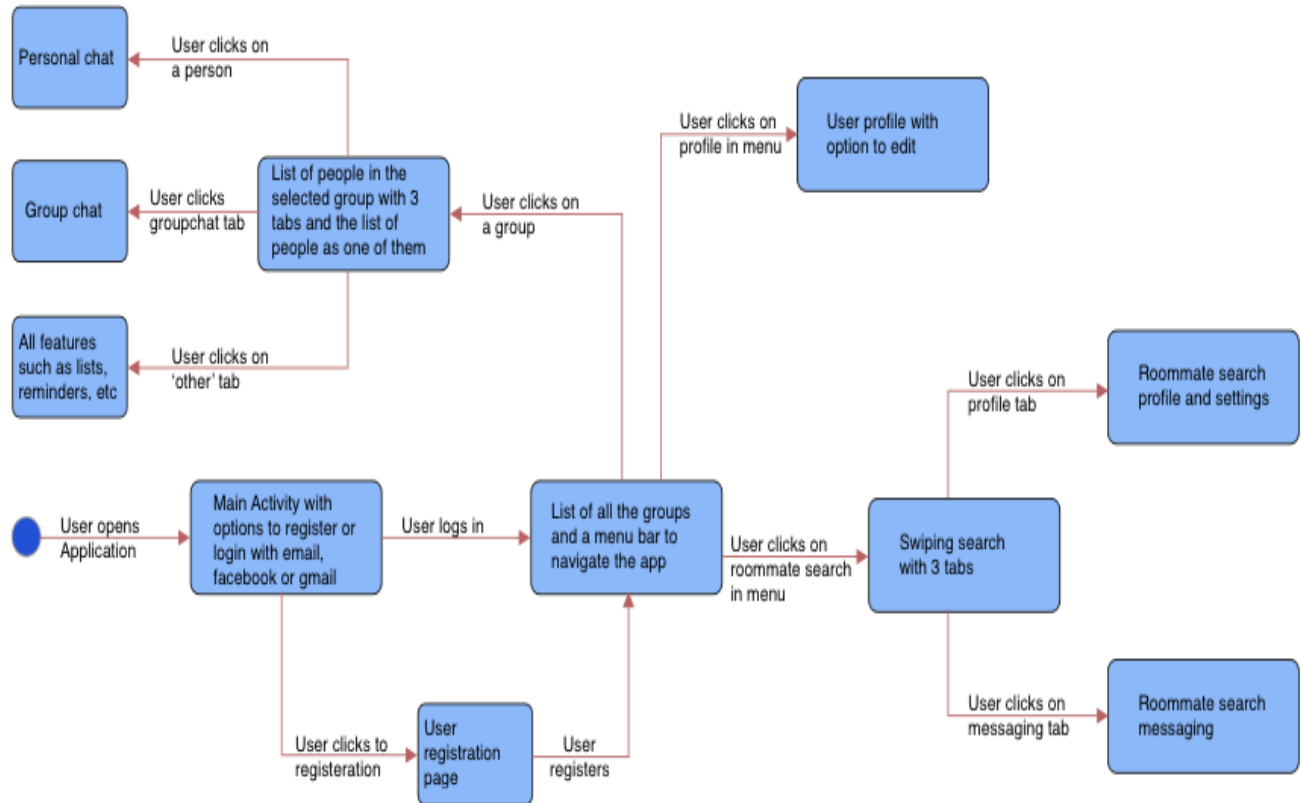 Personal chat
User clicks on
a person
User clicks on
profile in menu
User profile with
option to edit
Group chat
User clicks
groupchat tab
List of people in the
selected group with 3
tabs and the list of
people as one of them
User clicks on
a group
All features
such as lists,
reminders, etc
User clicks on
‘other’ tab
User clicks on
profile tab
Roommate search
profile and settings
User opens
Application
Main Activity with
options to register or
login with email,
facebook or gmail
User logs in
List of all the groups
and a menu bar to
navigate the app
User clicks on
roommate search
in menu
Swiping search
with 3 tabs
User clicks to
registeration
User
registration
page
User
registers
User clicks on
messaging tab
Roommate search
messaging